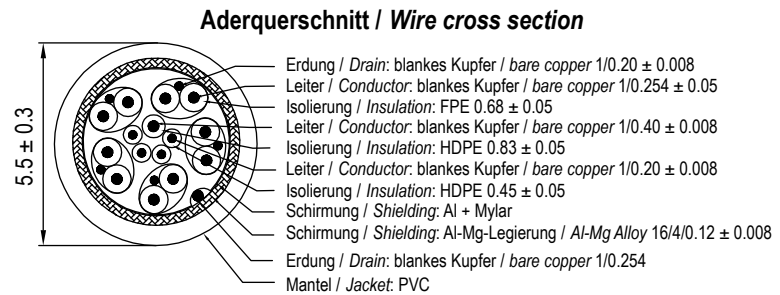 Aderquerschnitt / Wire cross section
5.5 ± 0.3
Erdung / Drain: blankes Kupfer / bare copper 1/0.20 ± 0.008
Leiter / Conductor: blankes Kupfer / bare copper 1/0.254 ± 0.05
Isolierung / Insulation: FPE 0.68 ± 0.05
Leiter / Conductor: blankes Kupfer / bare copper 1/0.40 ± 0.008
Isolierung / Insulation: HDPE 0.83 ± 0.05
Leiter / Conductor: blankes Kupfer / bare copper 1/0.20 ± 0.008
Isolierung / Insulation: HDPE 0.45 ± 0.05
Schirmung / Shielding: Al + Mylar
Schirmung / Shielding: Al-Mg-Legierung / Al-Mg Alloy 16/4/0.12 ± 0.008
Erdung / Drain: blankes Kupfer / bare copper 1/0.254
Mantel / Jacket: PVC